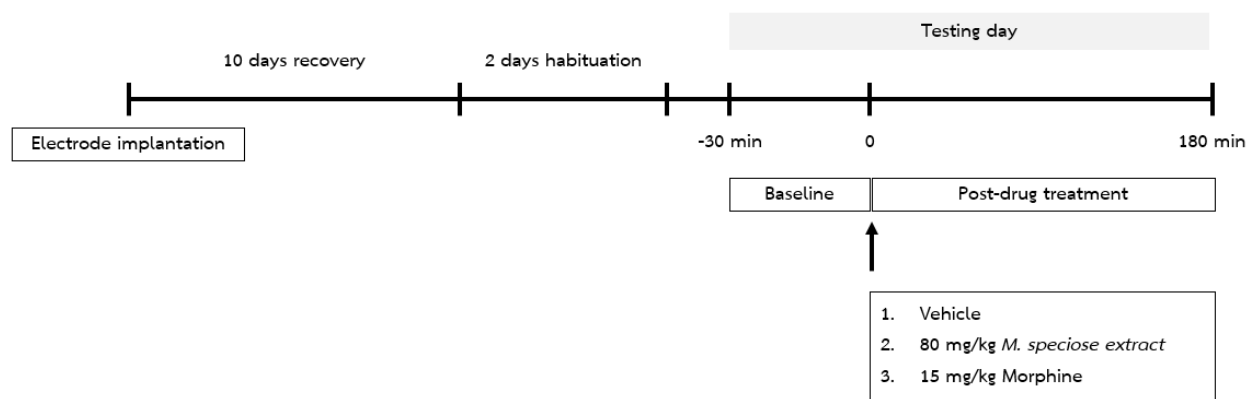 Testing day
10 days recovery
2 days habituation
Electrode implantation
-30 min
0
180 min
Baseline
Post-drug treatment
1. Vehicle
2. 80 mg/kg M. speciose extract
3. 15 mg/kg Morphine